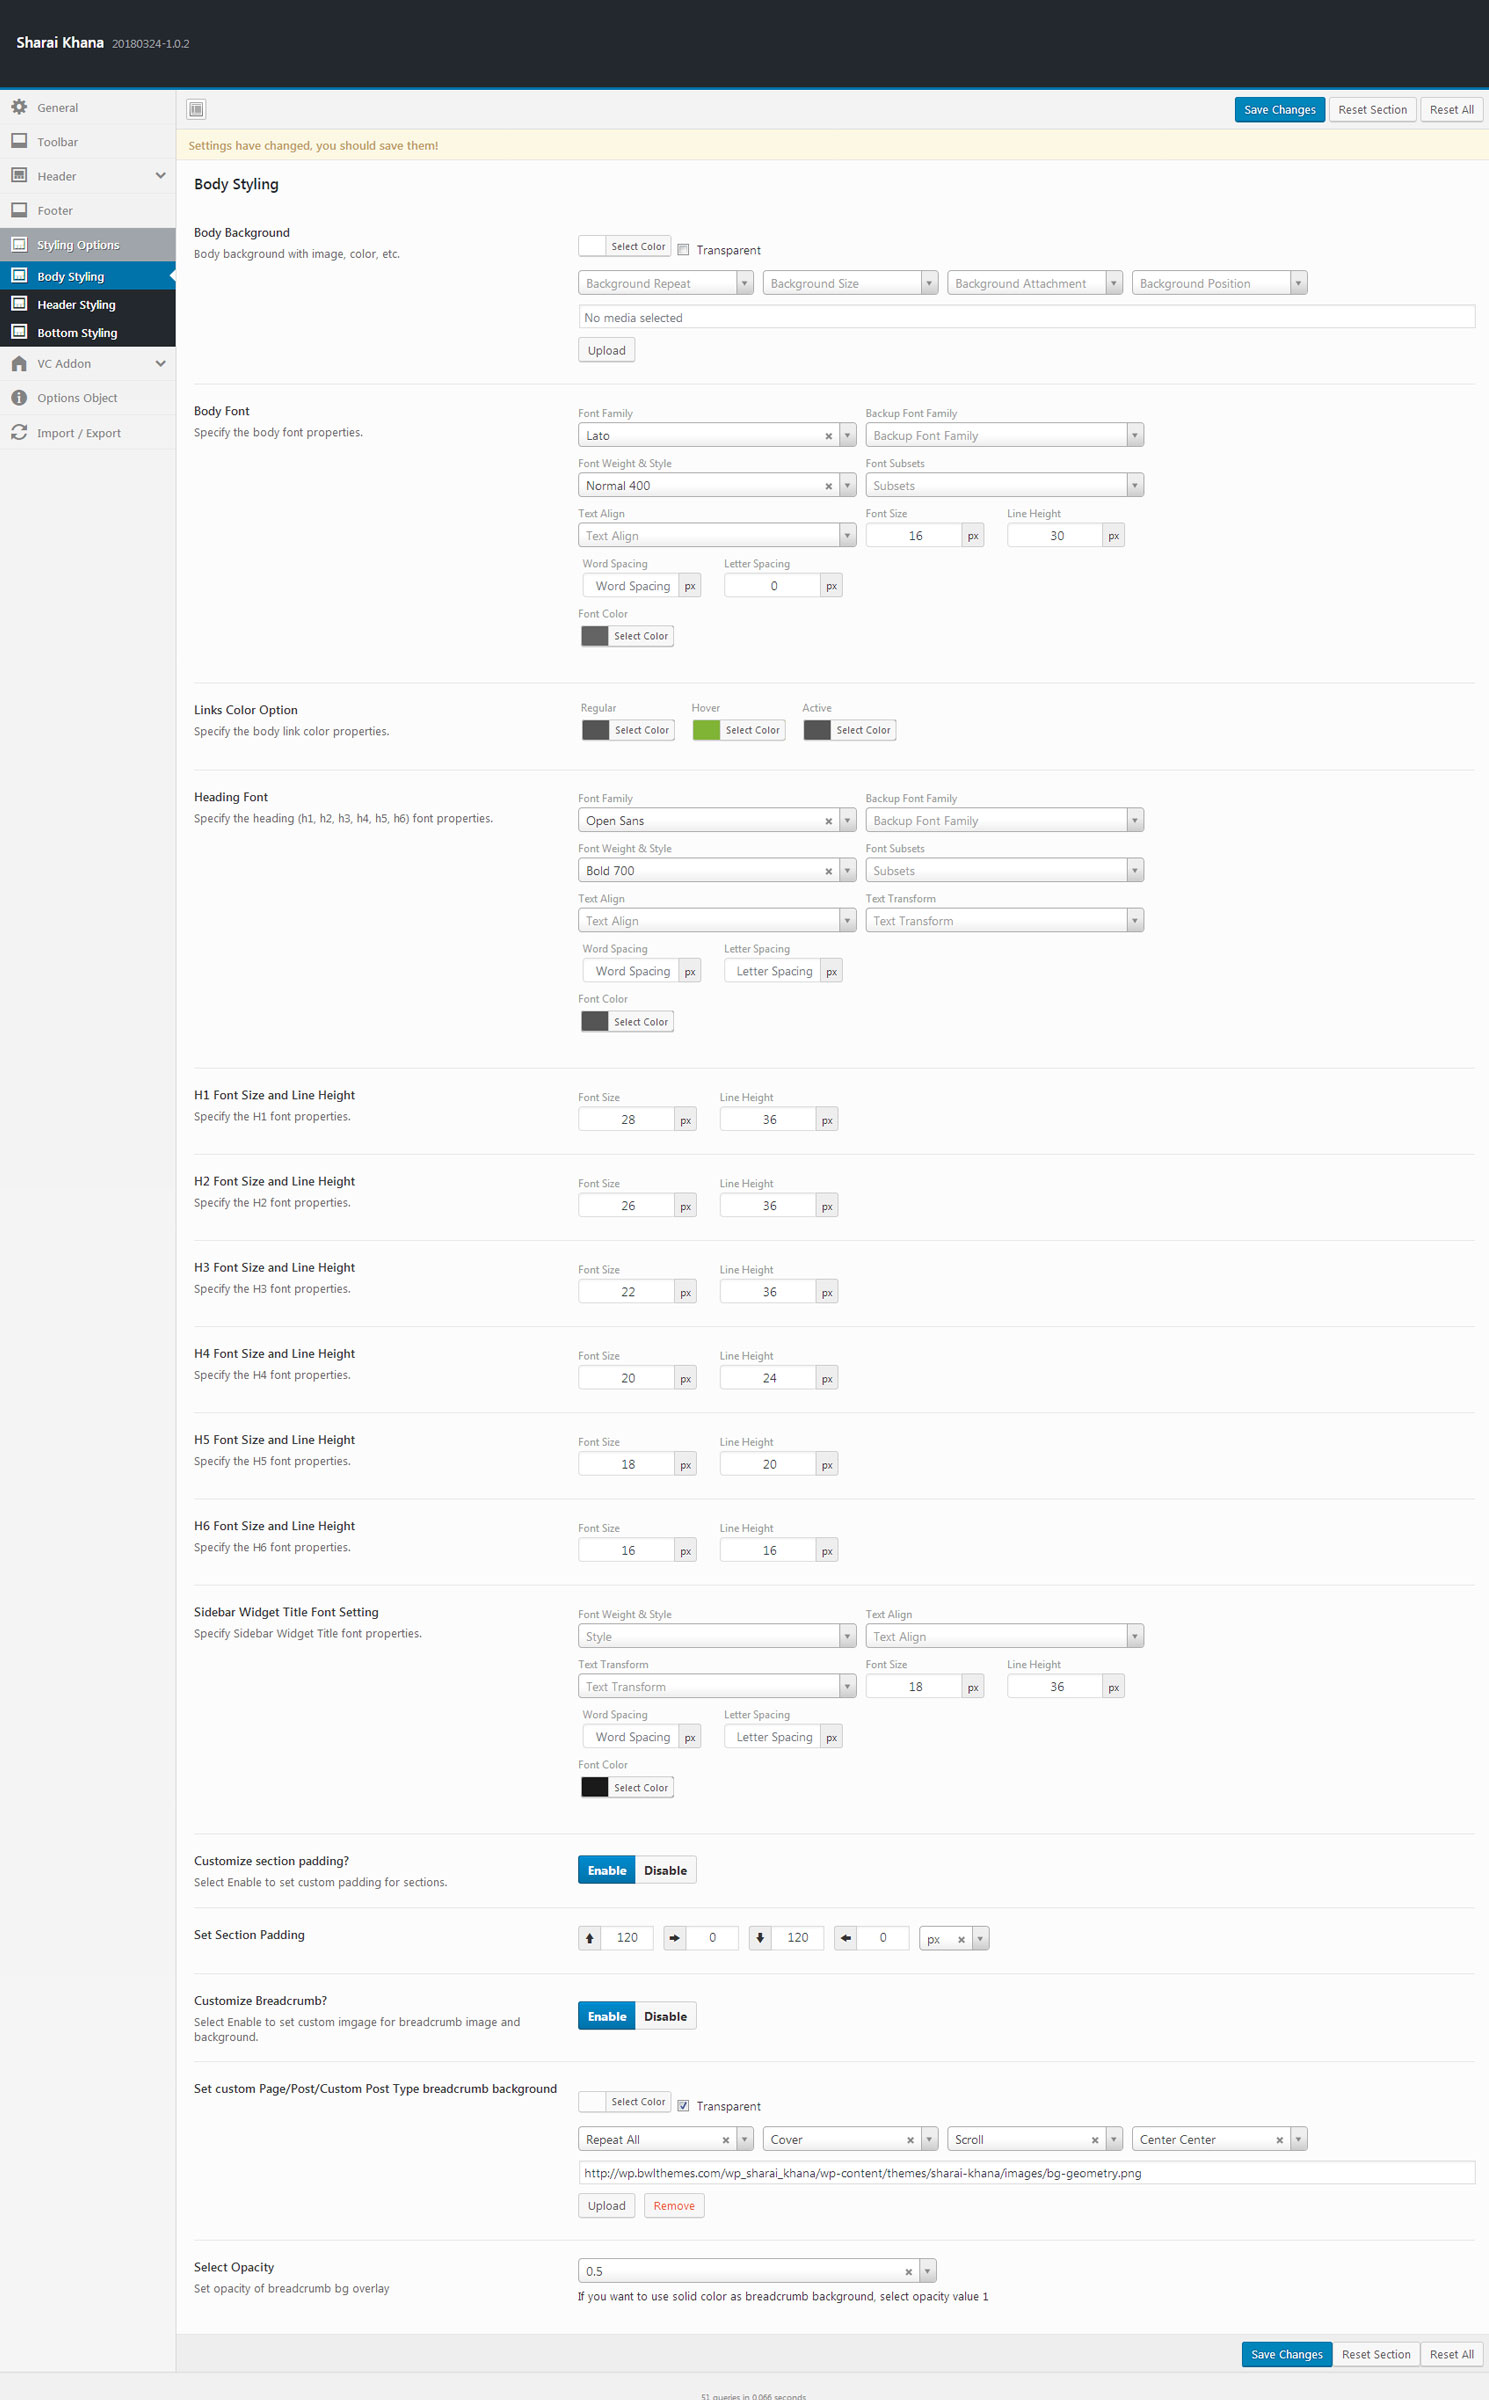 Sharai Khana 20180324-1.0.2
General
Toolbar
Header
Footer
Styling Options
Body Styling
Header Styling
Bottom Styling
VC Addon
Options Object
Import / Export
Save Changes Reset Section Reset All
Settings have changed, you should save them!
Body Styling
Body Background
Body background with image, color, etc.
Select Color Transparent
Background Repeat Background Size Background Attachment Background Position
No media selected
Upload
Body Font
Specify the body font properties.
Font Family Backup Font Family
Lato Backup Font Family
Font Weight & Style Font Subsets
Normal 400 Subsets
Text Align Font Size Line Height
Text Align 16 px 30 px
Word Spacing Letter Spacing
Word Spacing px 0 px
Font Color
Select Color
Links Color Option
Specify the body link color properties.
Regular Hover Active
Select Color Select Color Select Color
Heading Font
Specify the heading (h1, h2, h3, h4, h5, h6) font properties.
Font Family Backup Font Family
Open Sans Backup Font Family
Font Weight & Style Font Subsets
Bold 700 Subsets
Text Align Text Transform
Text Align Text Transform
Word Spacing Letter Spacing
Word Spacing px Letter Spacing px
Font Color
Select Color
H1 Font Size and Line Height
Specify the H1 font properties.
Font Size Line Height
28 px 36 px
H2 Font Size and Line Height
Specify the H2 font properties.
Font Size Line Height
26 px 36 px
H3 Font Size and Line Height
Specify the H3 font properties.
Font Size Line Height
22 px 36 px
H4 Font Size and Line Height
Specify the H4 font properties.
Font Size Line Height
20 px 24 px
H5 Font Size and Line Height
Specify the H5 font properties.
Font Size Line Height
18 px 20 px
H6 Font Size and Line Height
Specify the H6 font properties.
Font Size Line Height
16 px 16 px
Sidebar Widget Title Font Setting
Specify Sidebar Widget Title font properties.
Font Weight & Style Text Align
Style Text Align
Text Transform Font Size Line Height
Text Transform 18 px 36 px
Word Spacing Letter Spacing
Word Spacing px Letter Spacing px
Font Color
Select Color
Customize section padding?
Select Enable to set custom padding for sections.
Enable Disable
Set Section Padding
120 0 120 0 px
Customize Breadcrumb?
Select Enable to set custom imgage for breadcrumb image and
background.
Enable Disable
Set custom Page/Post/Custom Post Type breadcrumb background
Select Color Transparent
Repeat All Cover Scroll Center Center
http://wp.bwlthemes.com/wp_sharai_khana/wp-content/themes/sharai-khana/images/bg-geometry.png
Upload Remove
Select Opacity
Set opacity of breadcrumb bg overlay
0.5
If you want to use solid color as breadcrumb background, select opacity value 1
Save Changes Reset Section Reset All
51 queries in 0.066 seconds